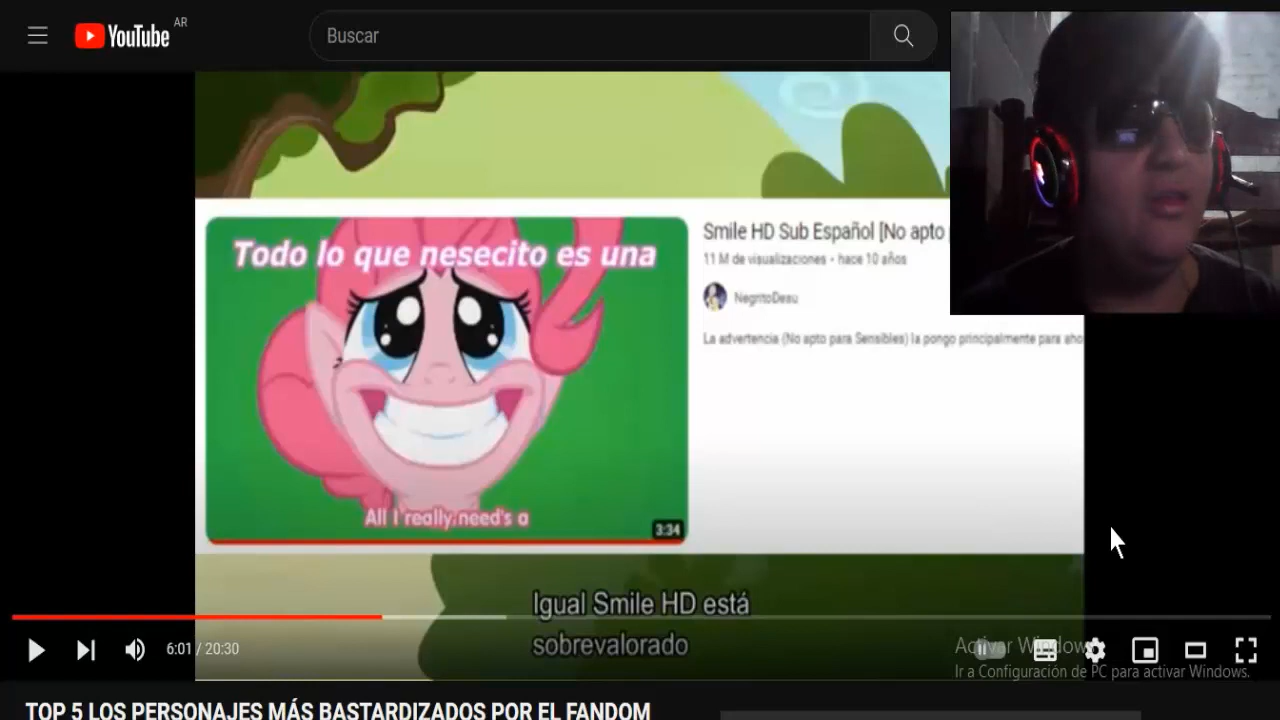 YouTube AR
Buscar
Todo lo que nesecito es una
All I really need's a
3:34
Smile HD Sub Español [No apto
11 M de visualizaciones • hace 10 años
NegritoDesu
La advertencia (No apto para Sensibles) la pongo principalmente para aho
Igual Smile HD está
sobrevalorado
6:01 / 20:30
Activar Windows
Ir a Configuración de PC para activar Windows.
TOP 5 LOS PERSONAJES MÁS BASTARDIZADOS POR EL FANDOM